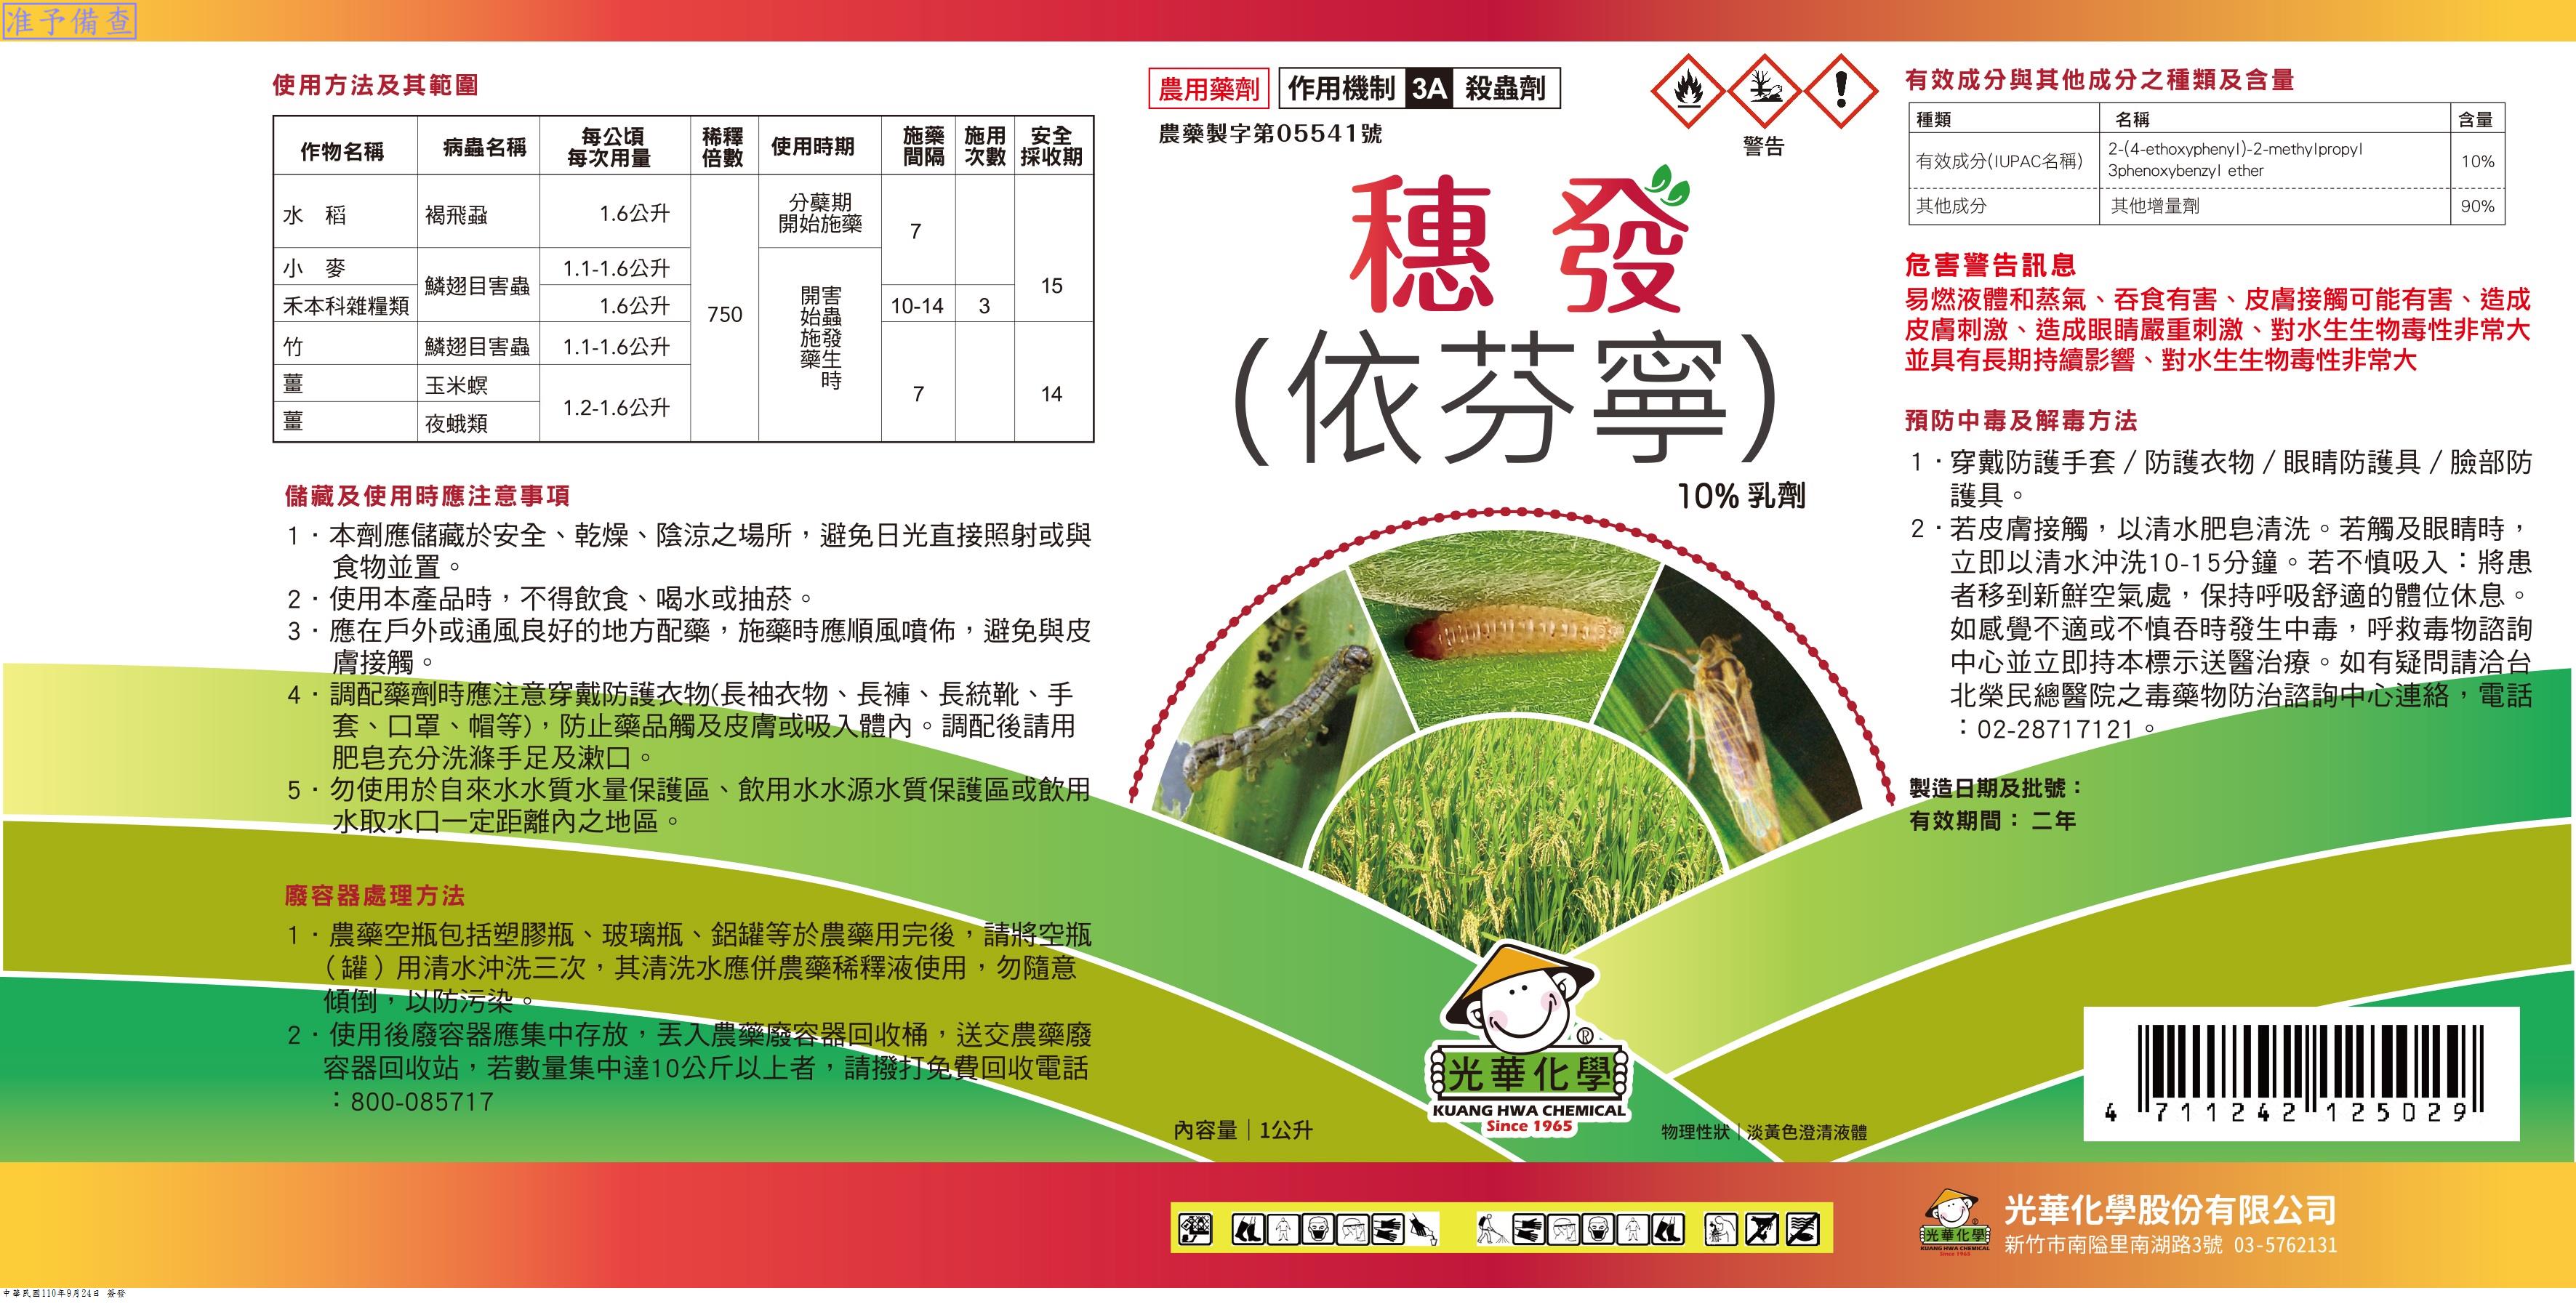 准予備查
使用方法及其範圍
作物名稱 病蟲名稱 每公頃每次用量 稀釋倍數 使用時期 施藥間隔 施用次數 安全採收期
水 稻 褐飛蝨 1.6公升 750 分蘗期開始施藥 7 15
小 麥 鱗翅目害蟲 1.1-1.6公升 害蟲發生時開始施藥
禾本科雜糧類 1.6公升 10-14 3
竹 鱗翅目害蟲 1.1-1.6公升 7 14
薑 玉米螟 1.2-1.6公升
薑 夜蛾類
儲藏及使用時應注意事項
1．本劑應儲藏於安全、乾燥、陰涼之場所，避免日光直接照射或與
食物並置。
2．使用本產品時，不得飲食、喝水或抽菸。
3．應在戶外或通風良好的地方配藥，施藥時應順風噴佈，避免與皮
膚接觸。
4．調配藥劑時應注意穿戴防護衣物(長袖衣物、長褲、長統靴、手
套、口罩、帽等)，防止藥品觸及皮膚或吸入體內。調配後請用
肥皂充分洗滌手足及漱口。
5．勿使用於自來水水質水量保護區、飲用水水源水質保護區或飲用
水取水口一定距離內之地區。
廢容器處理方法
1．農藥空瓶包括塑膠瓶、玻璃瓶、鋁罐等於農藥用完後，請將空瓶
（罐）用清水沖洗三次，其清洗水應併農藥稀釋液使用，勿隨意
傾倒，以防污染。
2．使用後廢容器應集中存放，丟入農藥廢容器回收桶，送交農藥廢
容器回收站，若數量集中達10公斤以上者，請撥打免費回收電話
：800-085717
農用藥劑 作用機制 3A 殺蟲劑
農藥製字第05541號
警告
穗發
(依芬寧)
10% 乳劑
®
光華化學
KUANG HWA CHEMICAL
Since 1965
內容量｜1公升
物理性狀｜淡黃色澄清液體
有效成分與其他成分之種類及含量
種類 名稱 含量
有效成分(IUPAC名稱) 2-(4-ethoxyphenyl)-2-methylpropyl 10%
3phenoxybenzyl ether
其他成分 其他增量劑 90%
危害警告訊息
易燃液體和蒸氣、吞食有害、皮膚接觸可能有害、造成
皮膚刺激、造成眼睛嚴重刺激、對水生生物毒性非常大
並具有長期持續影響、對水生生物毒性非常大
預防中毒及解毒方法
1．穿戴防護手套／防護衣物／眼睛防護具／臉部防
護具。
2．若皮膚接觸，以清水肥皂清洗。若觸及眼睛時，
立即以清水沖洗10-15分鐘。若不慎吸入：將患
者移到新鮮空氣處，保持呼吸舒適的體位休息。
如感覺不適或不慎吞時發生中毒，呼救毒物諮詢
中心並立即持本標示送醫治療。如有疑問請洽台
北榮民總醫院之毒藥物防治諮詢中心連絡，電話
：02-28717121。
製造日期及批號：
有效期間： 二年
4 711242 125029
光華化學
KUANG HWA CHEMICAL
Since 1965
光華化學股份有限公司
新竹市南隘里南湖路3號 03-5762131
中華民國110年9月24日 簽發